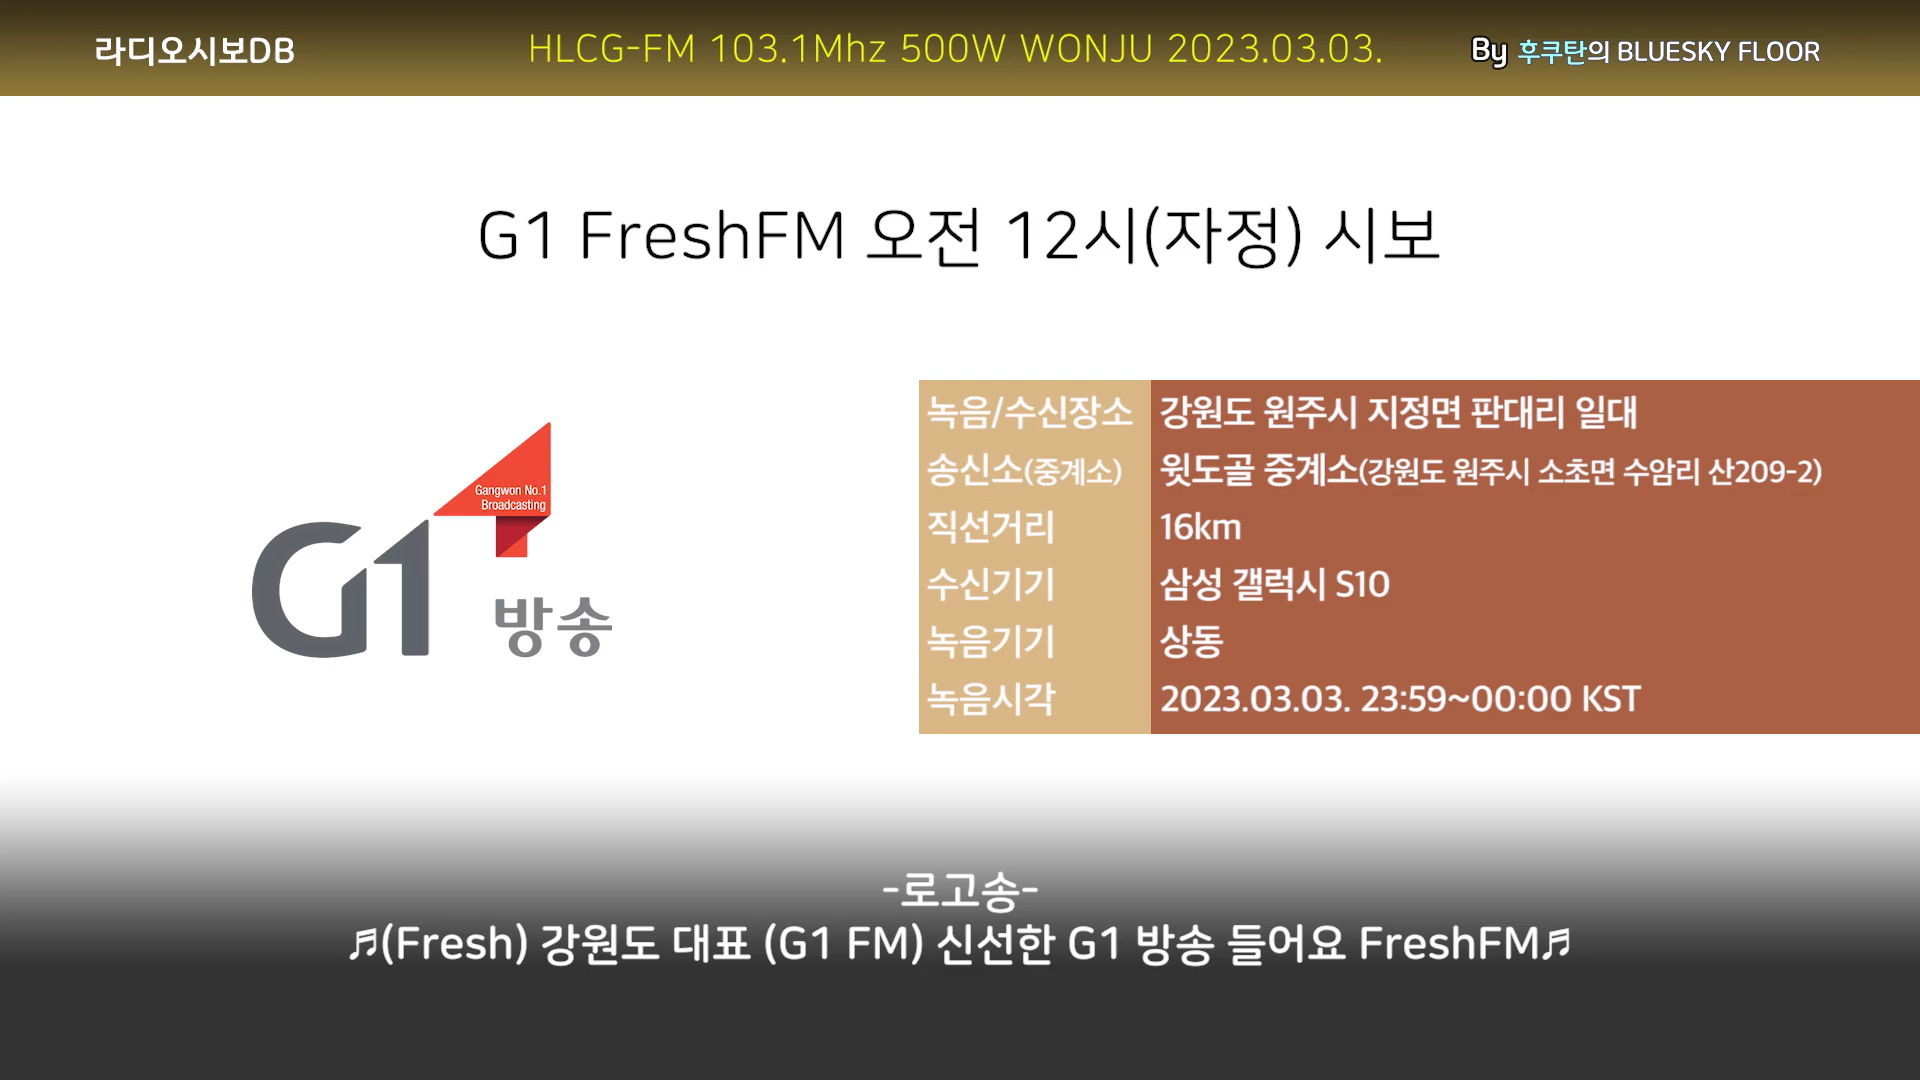 라디오시보DB
HLCG-FM 103.1Mhz 500W WONJU 2023.03.03.
By 후쿠탄의 BLUESKY FLOOR
G1 FreshFM 오전 12시(자정) 시보
Gangwon No.1
Broadcasting
G1 방송
녹음/수신장소 강원도 원주시 지정면 판대리 일대
송신소(중계소) 윗도골 중계소(강원도 원주시 소초면 수암리 산209-2)
직선거리 16km
수신기기 삼성 갤럭시 S10
녹음기기 상동
녹음시각 2023.03.03. 23:59~00:00 KST
-로고송-
♬(Fresh) 강원도 대표 (G1 FM) 신선한 G1 방송 들어요 FreshFM♬